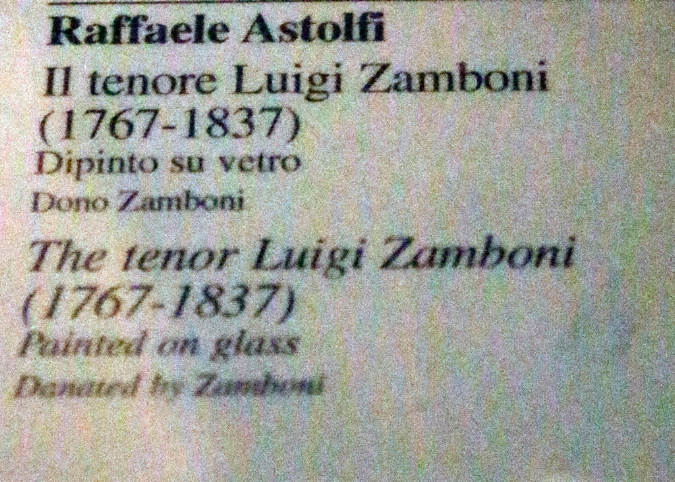 Raffaele Astolfi
Il tenore Luigi Zamboni
(1767-1837)
Dipinto su vetro
Dono Zamboni
The tenor Luigi Zamboni
(1767-1837)
Painted on glass
Danated by Zamboni